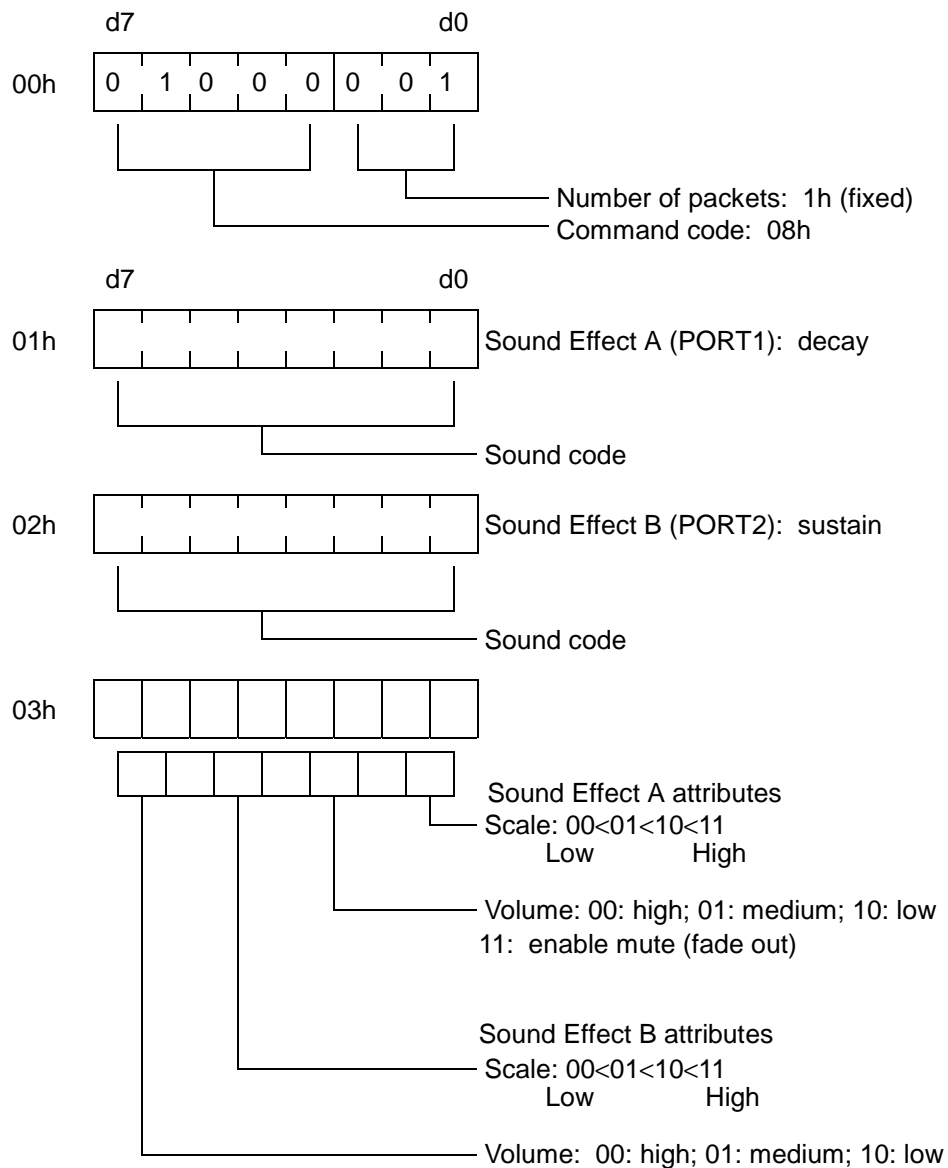 d7 d0
00h 0 1 0 0 0 0 0 1
Number of packets: 1h (fixed)
Command code: 08h
d7 d0
01h Sound Effect A (PORT1): decay
Sound code
02h Sound Effect B (PORT2): sustain
Sound code
03h
Sound Effect A attributes
Scale: 00<01<10<11
Low High
Volume: 00: high; 01: medium; 10: low
11: enable mute (fade out)
Sound Effect B attributes
Scale: 00<01<10<11
Low High
Volume: 00: high; 01: medium; 10: low